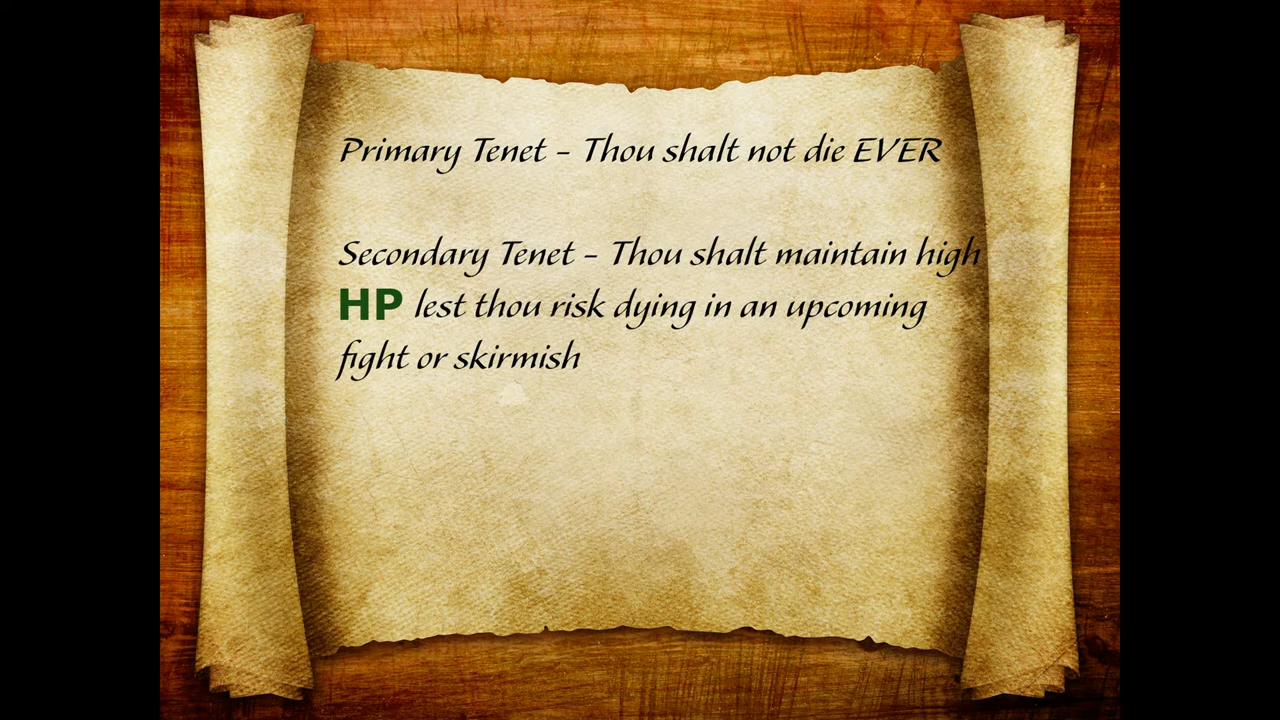 Primary Tenet - Thou shalt not die EVER
Secondary Tenet - Thou shalt maintain high
HP lest thou risk dying in an upcoming
fight or skirmish